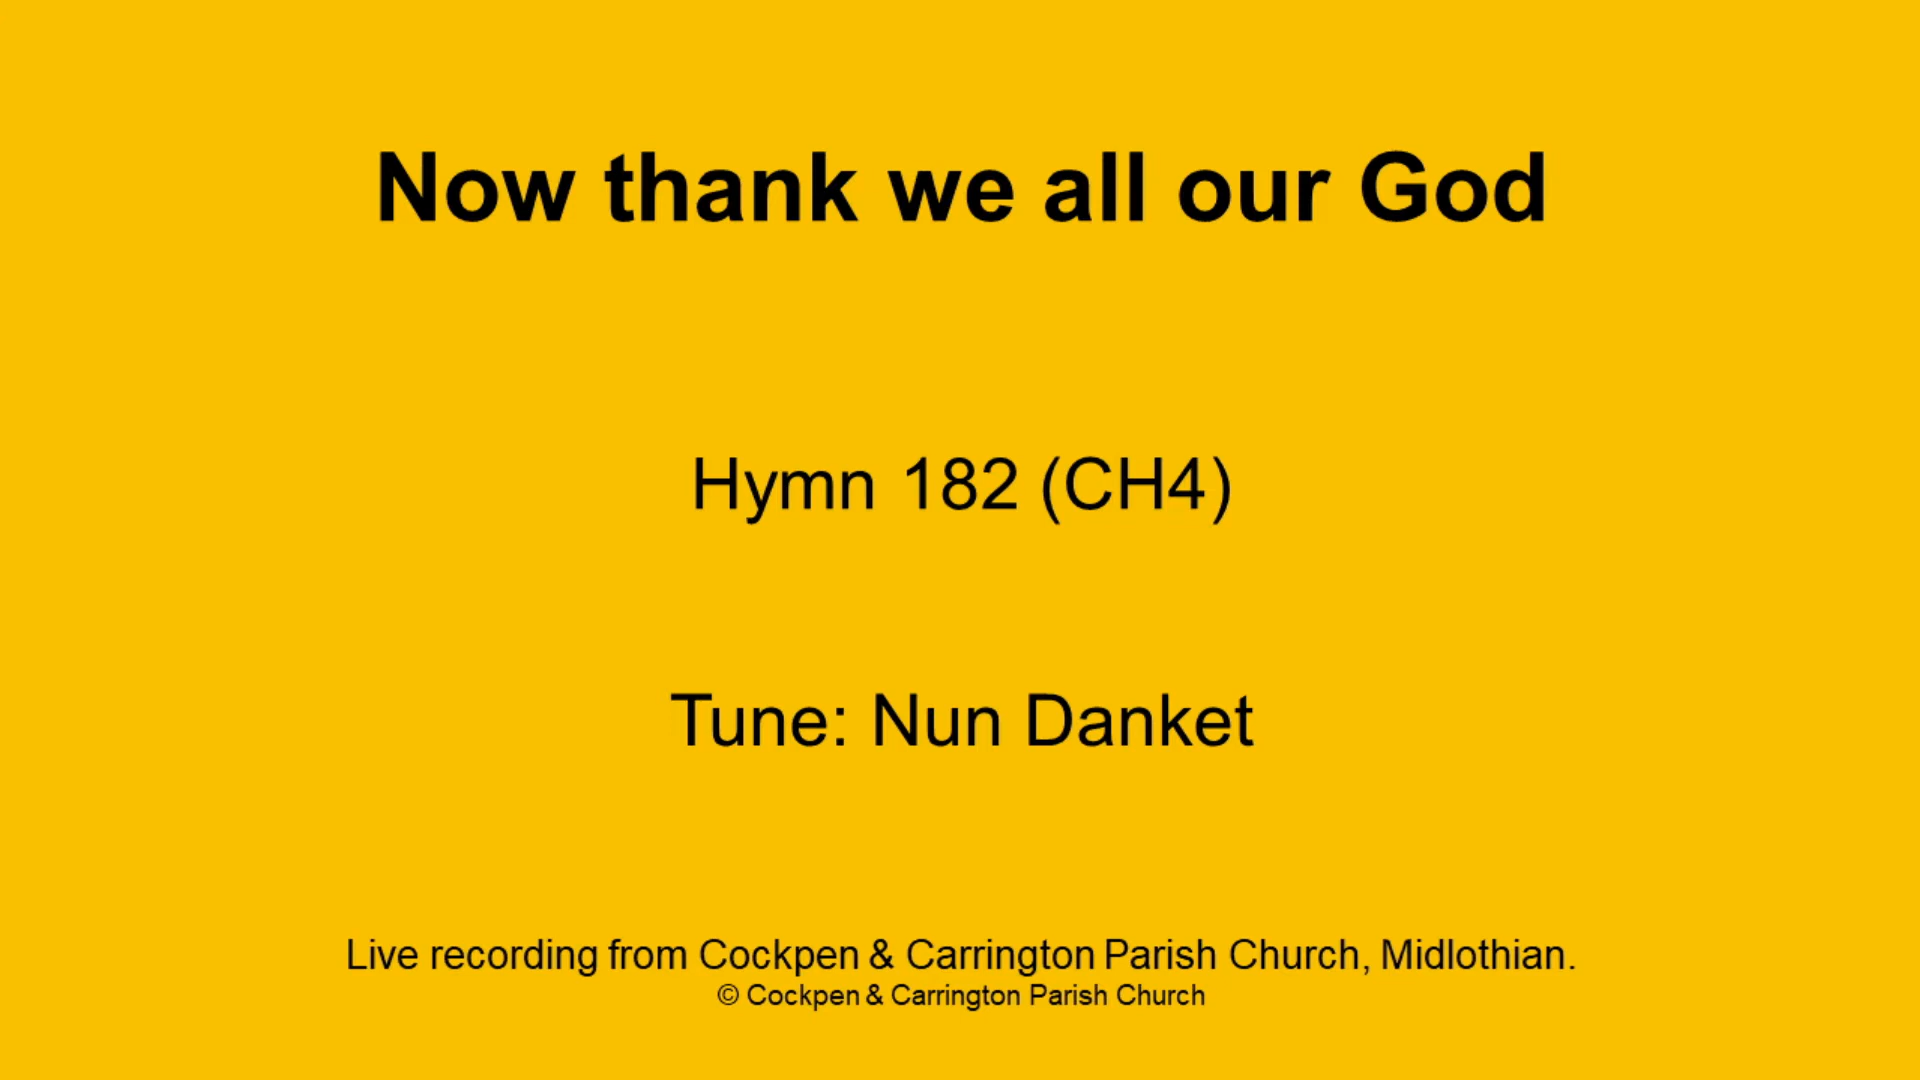 Now thank we all our God
Hymn 182 (CH4)
Tune: Nun Danket
Live recording from Cockpen & Carrington Parish Church, Midlothian.
© Cockpen & Carrington Parish Church